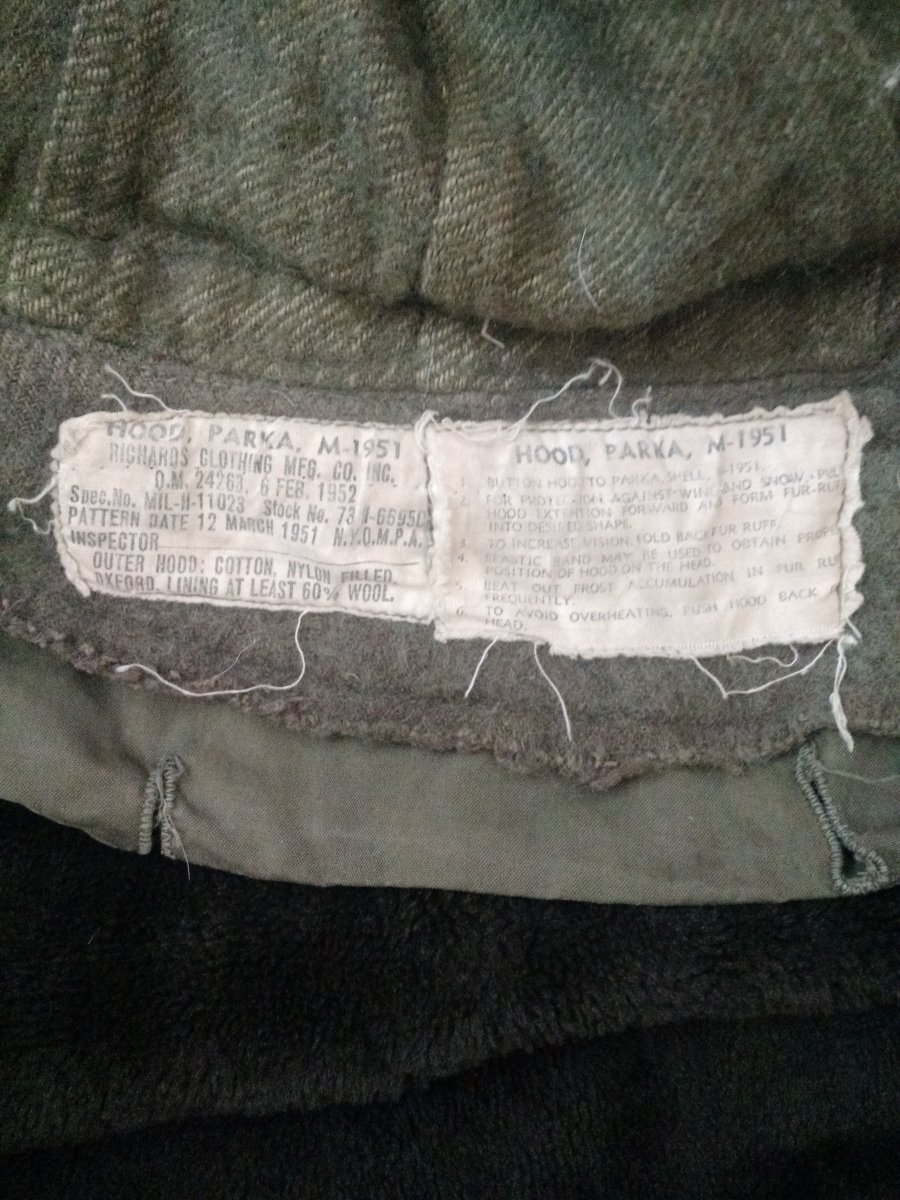 HOOD, PARKA, M-1951
RICHARDS CLOTHING MFG. CO. INC.
O.M. 24263, 6 FEB. 1952
Spec.No. MIL-H-11023 Stock No. 73
PATTERN DATE 12 MARCH 1951 N.Y.Q.M.P.A.
INSPECTOR
OUTER HOOD: COTTON, NYLON FILLED
OXFORD. LINING AT LEAST 60% WOOL.
HOOD, PARKA, M-1951
1. BUTTON HOOD TO PARKA SHELL, M-1951.
2. FOR PROTECTION AGAINST WIND AND SNOW, PULL
HOOD EXTENTION FORWARD AND FORM FUR-RUFF
INTO DESIRED SHAPE.
3. TO INCREASE VISION, FOLD BACK FUR RUFF.
4. ELASTIC BAND MAY BE USED TO OBTAIN PROPE
POSITION OF HOOD ON THE HEAD.
5. BEAT OUT FROST ACCUMULATION IN FUR RU
FREQUENTLY.
6. TO AVOID OVERHEATING, PUSH HOOD BACK
HEAD.